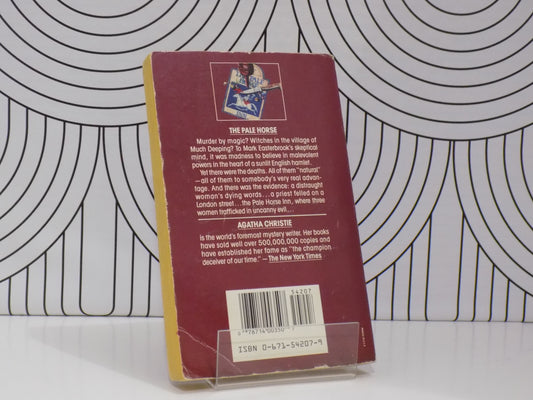 THE PALE HORSE
Murder by magic? Witches in the village of
Much Deeping? To Mark Easterbrook's skeptical
mind, it was madness to believe in malevolent
powers in the heart of a sunlit English hamlet.
Yet there were the deaths. All of them "natural"
—all of them to somebody's very real advan-
tage. And there was the evidence: a distraught
woman's dying words... a priest felled on a
London street... the Pale Horse Inn, where three
women trafficked in uncanny evil...
AGATHA CHRISTIE
is the world's foremost mystery writer. Her books
have sold well over 500,000,000 copies and
have established her fame as "the champion
deceiver of our time." — The New York Times
54207
ISBN 0-671-54207-9